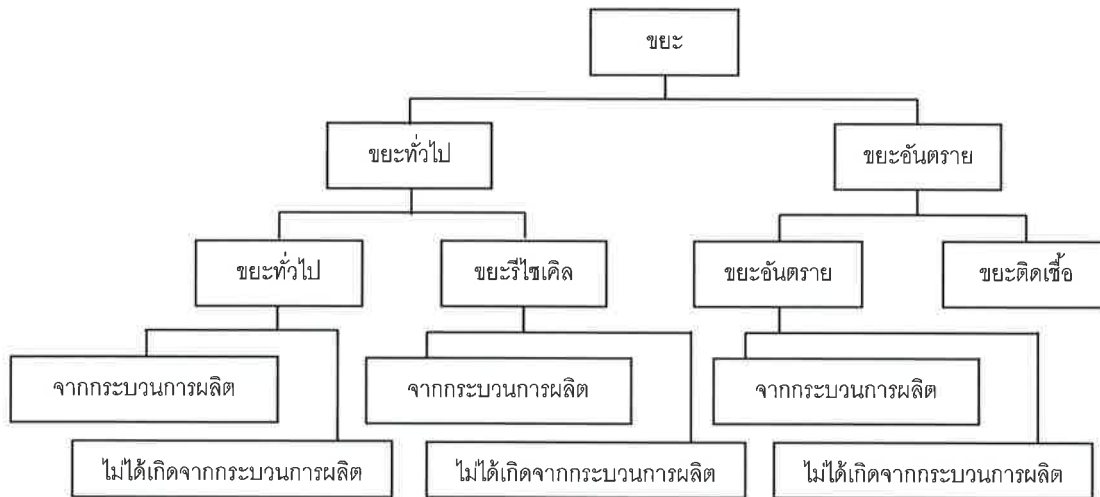 ขยะ
ขยะทั่วไป
ขยะอันตราย
ขยะทั่วไป
ขยะรีไซเคิล
ขยะอันตราย
ขยะติดเชื้อ
จากกระบวนการผลิต
จากกระบวนการผลิต
จากกระบวนการผลิต
ไม่ได้เกิดจากกระบวนการผลิต
ไม่ได้เกิดจากกระบวนการผลิต
ไม่ได้เกิดจากกระบวนการผลิต